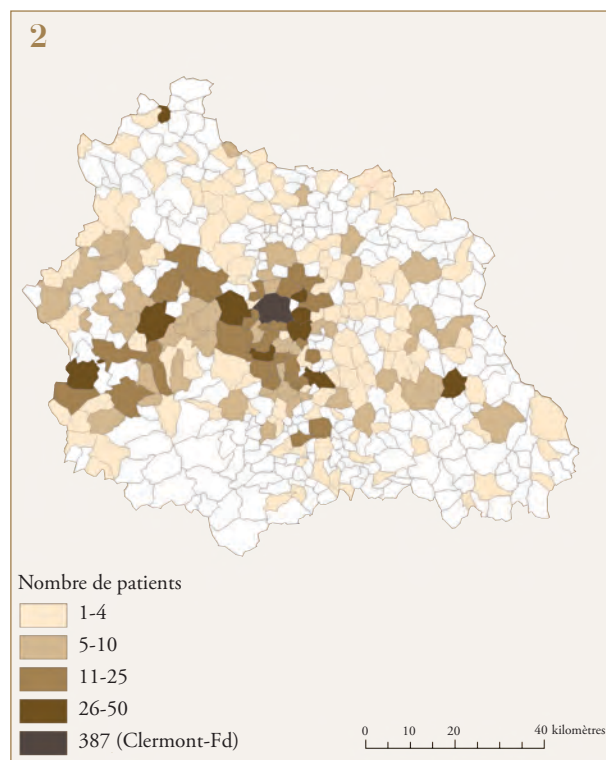 2
Nombre de patients
1-4
5-10
11-25
26-50
387 (Clermont-Fd)
0 10 20 40 kilomètres